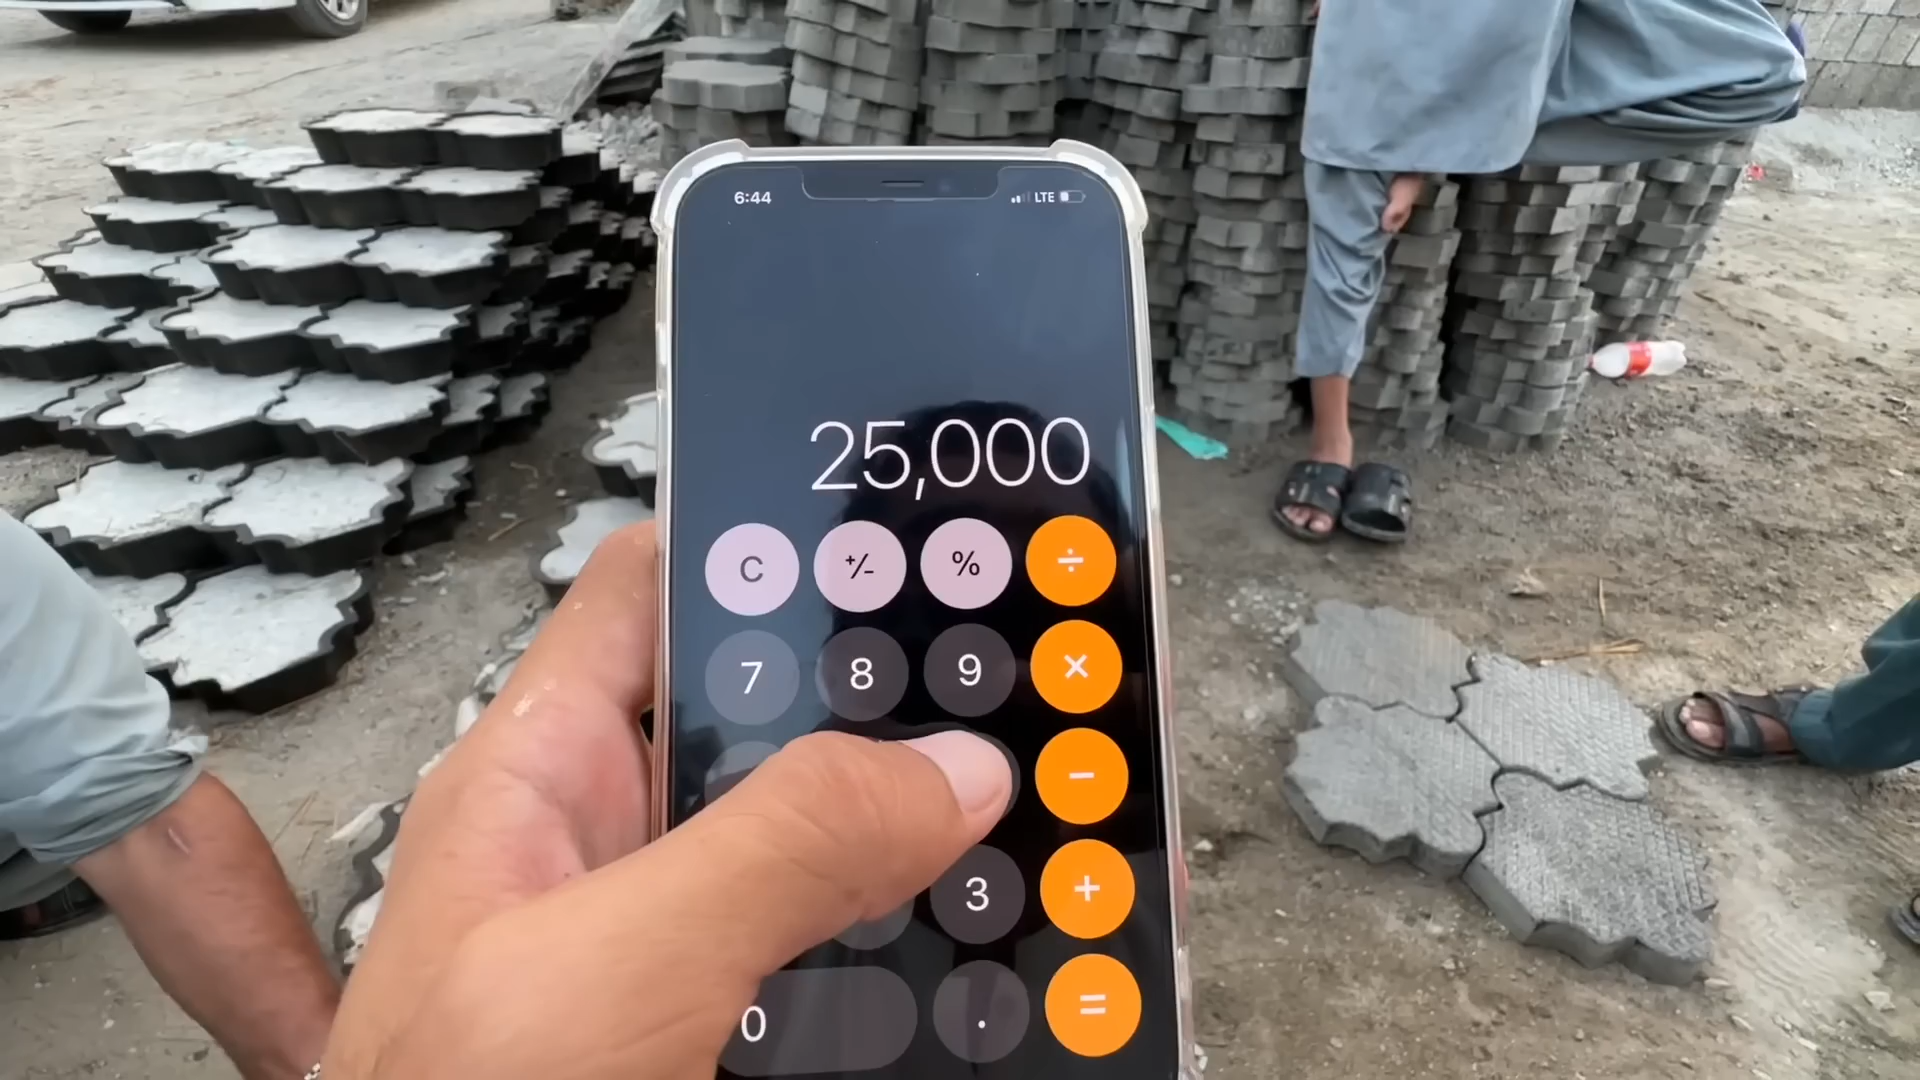 6:44 LTE
25,000
C +/- % ÷
7 8 9 ×
−
3 +
0 . =